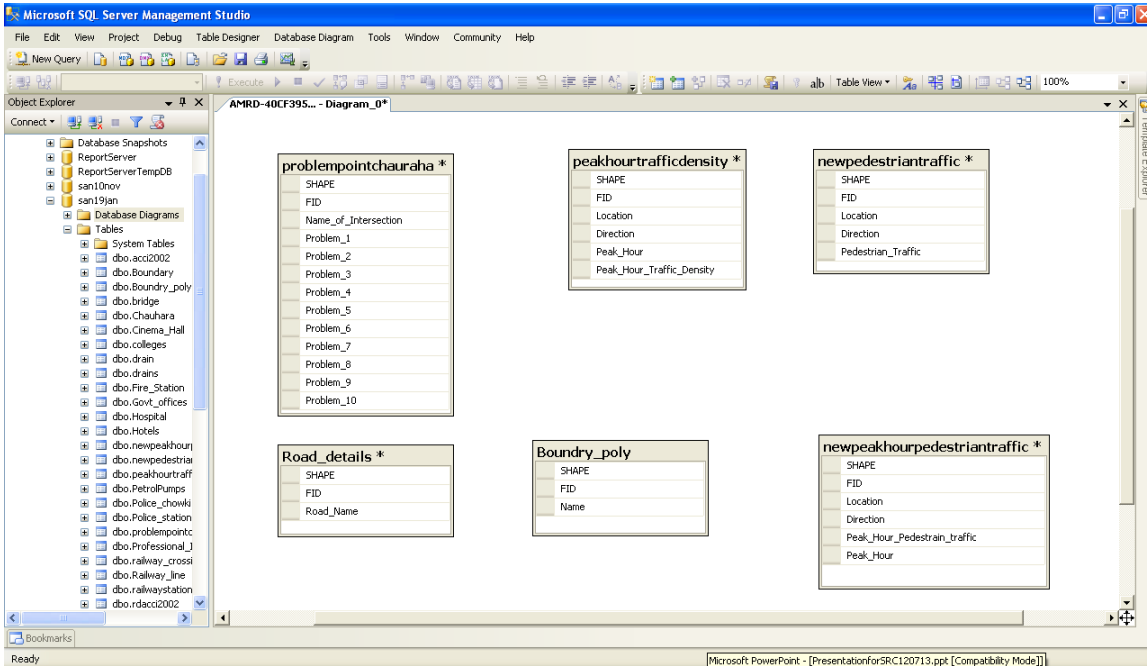 Microsoft SQL Server Management Studio
File Edit View Project Debug Table Designer Database Diagram Tools Window Community Help
New Query
Execute alb Table View 100%
Object Explorer
AMRD-40CF395... - Diagram_0*
Connect
Template Explorer
Database Snapshots
ReportServer
ReportServerTempDB
san10nov
san19jan
Database Diagrams
Tables
System Tables
dbo.acci2002
dbo.Boundary
dbo.Boundry_poly
dbo.bridge
dbo.Chauhara
dbo.Cinema_Hall
dbo.colleges
dbo.drain
dbo.drains
dbo.Fire_Station
dbo.Govt_offices
dbo.Hospital
dbo.Hotels
dbo.newpeakhourp
dbo.newpedestriar
dbo.peakhourtraff
dbo.PetrolPumps
dbo.Police_chowki
dbo.Police_station
dbo.problempointc
dbo.Professional_I
dbo.railway_crossi
dbo.Railway_line
dbo.railwaystation
dbo.rdacci2002
problempointchauraha *
SHAPE
FID
Name_of_Intersection
Problem_1
Problem_2
Problem_3
Problem_4
Problem_5
Problem_6
Problem_7
Problem_8
Problem_9
Problem_10
peakhourtrafficdensity *
SHAPE
FID
Location
Direction
Peak_Hour
Peak_Hour_Traffic_Density
newpedestriantraffic *
SHAPE
FID
Location
Direction
Pedestrian_Traffic
Road_details *
SHAPE
FID
Road_Name
Boundry_poly
SHAPE
FID
Name
newpeakhourpedestriantraffic *
SHAPE
FID
Location
Direction
Peak_Hour_Pedestrain_traffic
Peak_Hour
Bookmarks
Ready
Microsoft PowerPoint - [PresentationforSRC120713.ppt [Compatibility Mode]]